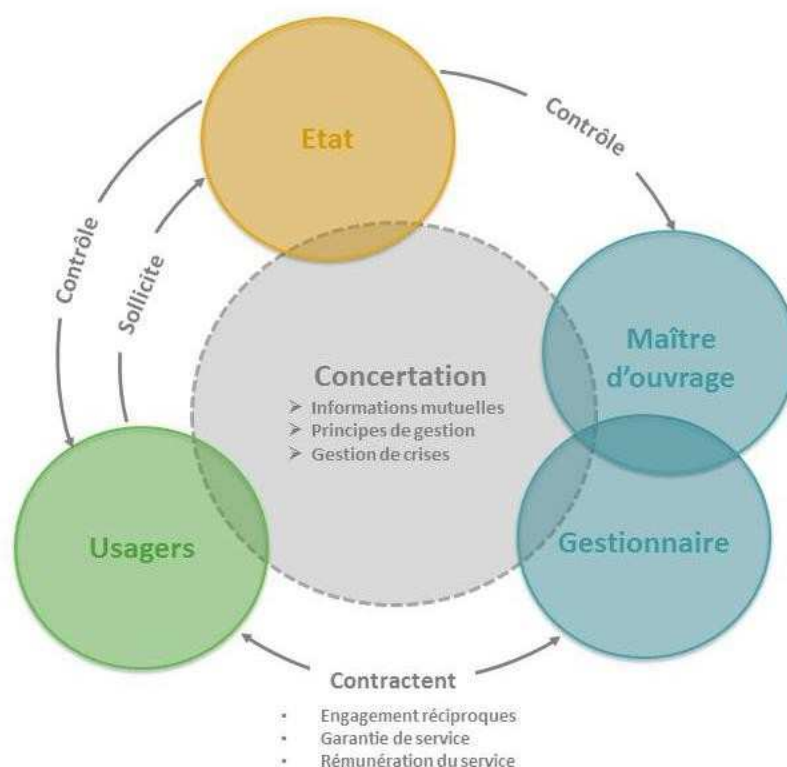 Etat
Contrôle
Contrôle
Sollicite
Maître
d'ouvrage
Concertation
➤ Informations mutuelles
➤ Principes de gestion
➤ Gestion de crises
Usagers
Gestionnaire
Contractent
• Engagement réciproques
• Garantie de service
• Rémunération du service